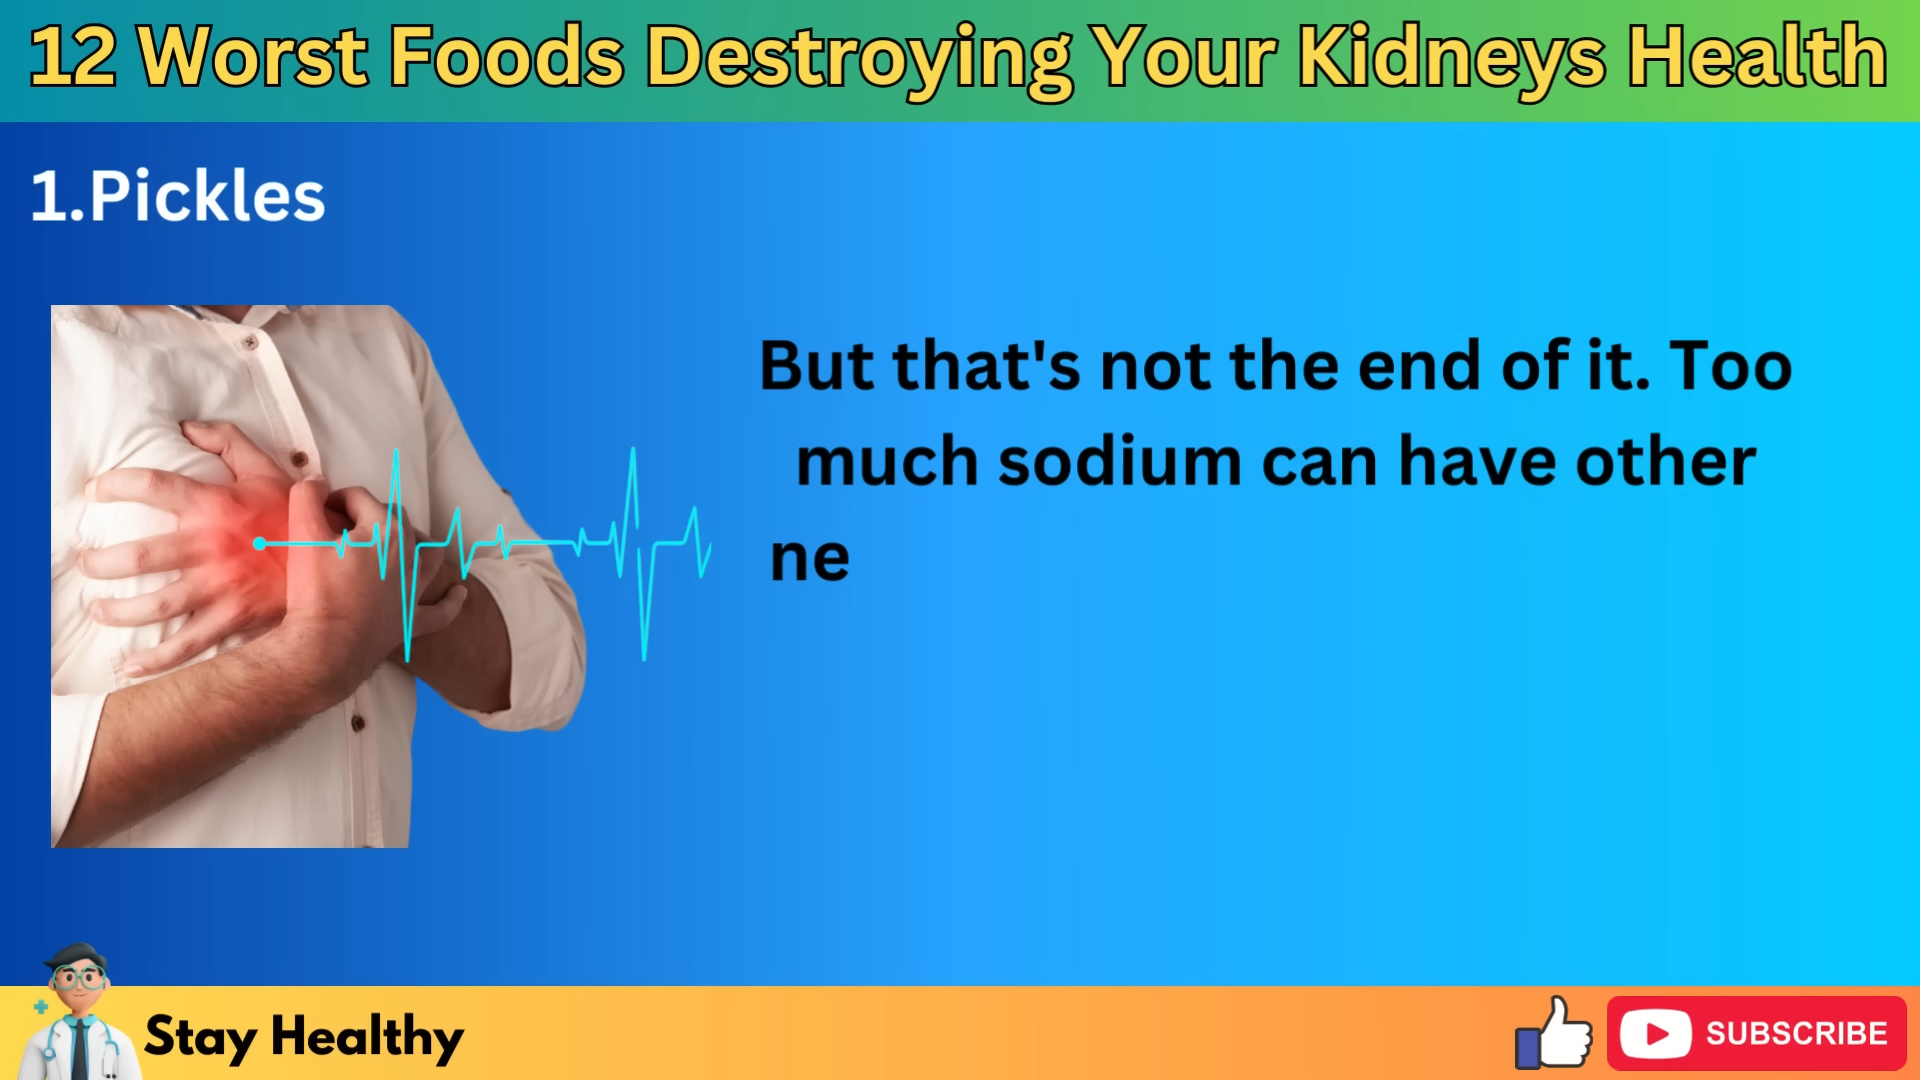 12 Worst Foods Destroying Your Kidneys Health
1.Pickles
But that's not the end of it. Too
much sodium can have other
ne
Stay Healthy
SUBSCRIBE